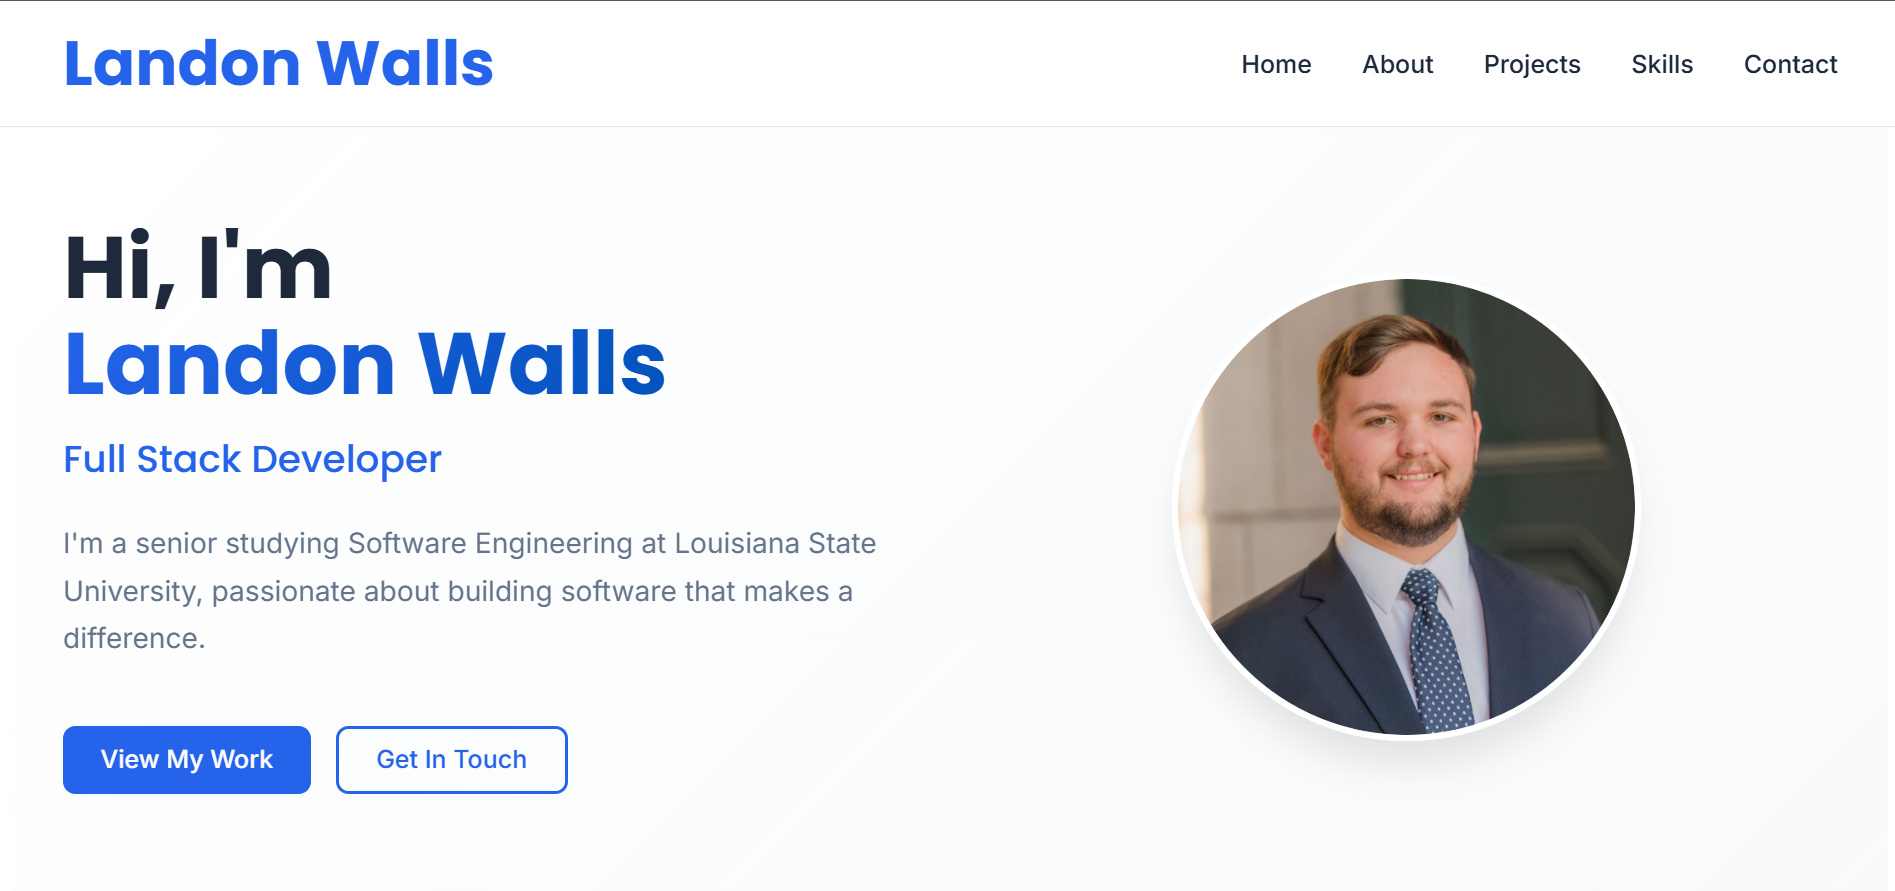 Landon Walls
Home About Projects Skills Contact
Hi, I'm
Landon Walls
Full Stack Developer
I'm a senior studying Software Engineering at Louisiana State
University, passionate about building software that makes a
difference.
View My Work
Get In Touch